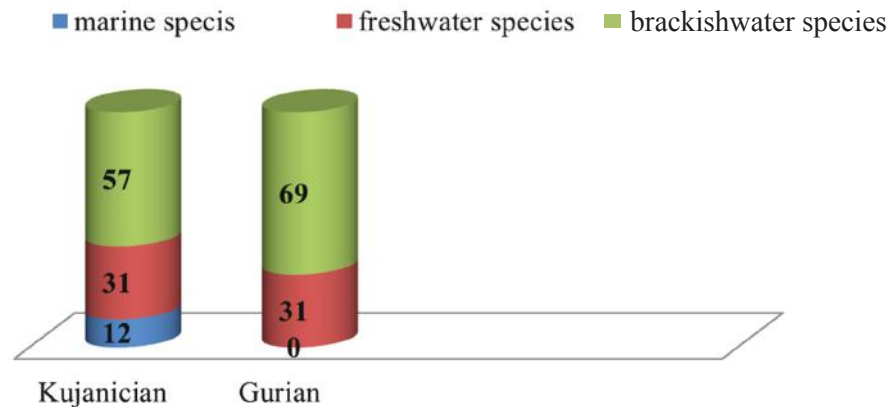 marine specis freshwater species brackishwater species
57 69
31 31
12 0
Kujanician Gurian